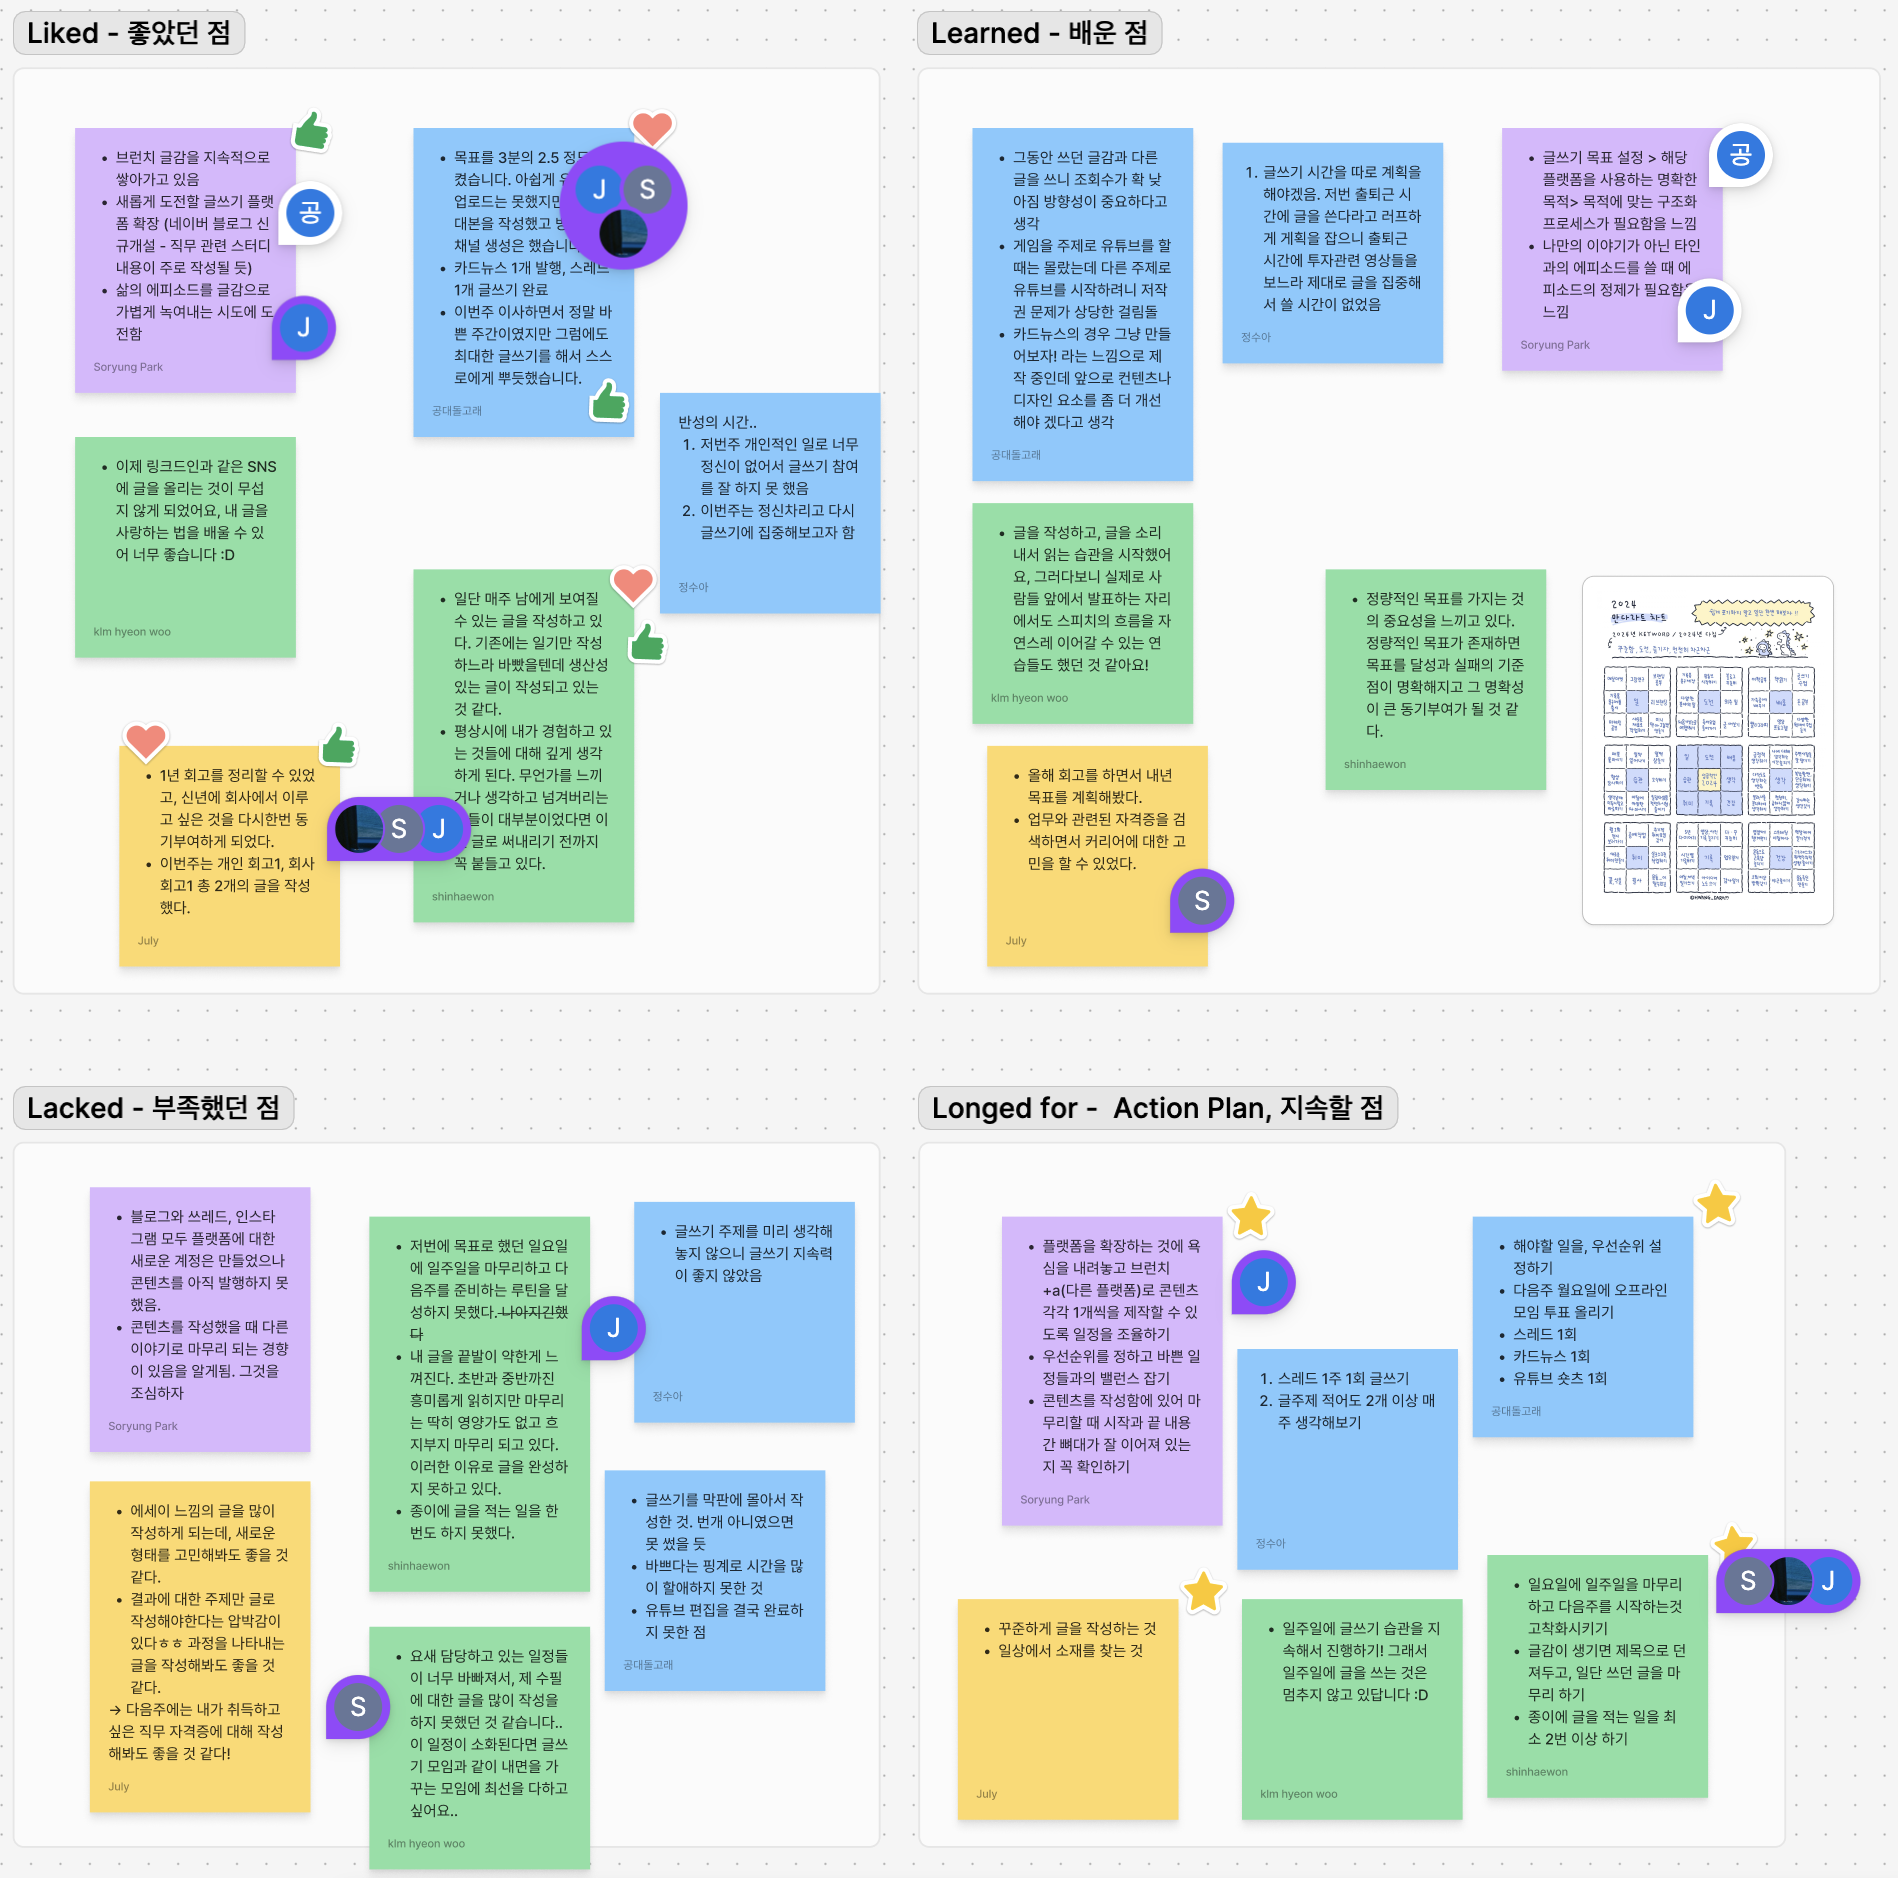 Liked - 좋았던 점
브런치 글감을 지속적으로
쌓아가고 있음
새롭게 도전할 글쓰기 플랫
폼 확장 (네이버 블로그 신
규개설 - 직무 관련 스터디
내용이 주로 작성될 듯)
삶의 에피소드를 글감으로
가볍게 녹여내는 시도에 도
전함
Soryung Park
공
J
목표를 3분의 2.5
켰습니다. 아쉽게
업로드는 못했지만
대본을 작성했고
채널 생성은
카드뉴스 1개 발행, 스레드
1개 글쓰기 완료
이번주 이사하면서 정말 바
쁜 주간이였지만 그럼에도
최대한 글쓰기를 해서 스스
로에게 뿌듯했습니다.
공대돌고래
J S
이제 링크드인과 같은 SNS
에 글을 올리는 것이 무섭
지 않게 되었어요, 내 글을
사랑하는 법을 배울 수 있
어 너무 좋습니다 :D
klm hyeon woo
반성의 시간..
1. 저번주 개인적인 일로 너무
정신이 없어서 글쓰기 참여
를 잘 하지 못 했음
2. 이번주는 정신차리고 다시
글쓰기에 집중해보고자 함
정수아
일단 매주 남에게 보여질
수 있는 글을 작성하고 있
다. 기존에는 일기만 작성
하느라 바빴을텐데 생산성
있는 글이 작성되고 있는
것 같다.
평상시에 내가 경험하고 있
는 것들에 대해 깊게 생각
하게 된다. 무언가를 느끼
거나 생각하고 넘겨버리는
들이 대부분이었다면 이
글로 써내리기 전까지
꼭 붙들고 있다.
shinhaewon
1년 회고를 정리할 수 있었
고, 신년에 회사에서 이루
고 싶은 것을 다시한번 동
기부여하게 되었다.
이번주는 개인 회고1, 회사
회고1 총 2개의 글을 작성
했다.
July
S J
Learned - 배운 점
그동안 쓰던 글감과 다른
글을 쓰니 조회수가 확 낮
아짐 방향성이 중요하다고
생각
게임을 주제로 유튜브를 할
때는 몰랐는데 다른 주제로
유튜브를 시작하려니 저작
권 문제가 상당한 걸림돌
카드뉴스의 경우 그냥 만들
어보자! 라는 느낌으로 제
작 중인데 앞으로 컨텐츠나
디자인 요소를 좀 더 개선
해야 겠다고 생각
공대돌고래
1. 글쓰기 시간을 따로 계획을
해야겠음. 저번 출퇴근 시
간에 글을 쓴다라고 러프하
게 게획을 잡으니 출퇴근
시간에 투자관련 영상들을
보느라 제대로 글을 집중해
서 쓸 시간이 없었음
정수아
글쓰기 목표 설정 > 해당
플랫폼을 사용하는 명확한
목적> 목적에 맞는 구조화
프로세스가 필요함을 느낌
나만의 이야기가 아닌 타인
과의 에피소드를 쓸 때 에
피소드의 정제가 필요함을
느낌
Soryung Park
공
J
글을 작성하고, 글을 소리
내서 읽는 습관을 시작했어
요, 그러다보니 실제로 사
람들 앞에서 발표하는 자리
에서도 스피치의 흐름을 자
연스레 이어갈 수 있는 연
습들도 했던 것 같아요!
klm hyeon woo
정량적인 목표를 가지는 것
의 중요성을 느끼고 있다.
정량적인 목표가 존재하면
목표를 달성과 실패의 기준
점이 명확해지고 그 명확성
이 큰 동기부여가 될 것 같
다.
shinhaewon
올해 회고를 하면서 내년
목표를 계획해봤다.
업무와 관련된 자격증을 검
색하면서 커리어에 대한 고
민을 할 수 있었다.
July
S
2024
만다라트 차트
Lacked - 부족했던 점
블로그와 쓰레드, 인스타
그램 모두 플랫폼에 대한
새로운 계정은 만들었으나
콘텐츠를 아직 발행하지 못
했음.
콘텐츠를 작성했을 때 다른
이야기로 마무리 되는 경향
이 있음을 알게됨. 그것을
조심하자
Soryung Park
저번에 목표로 했던 일요일
에 일주일을 마무리하고 다
음주를 준비하는 루틴을 달
성하지 못했다. 나아지긴했
다
내 글을 끝발이 약한게 느
껴진다. 초반과 중반까진
흥미롭게 읽히지만 마무리
는 딱히 영양가도 없고 흐
지부지 마무리 되고 있다.
이러한 이유로 글을 완성하
지 못하고 있다.
종이에 글을 적는 일을 한
번도 하지 못했다.
shinhaewon
J
글쓰기 주제를 미리 생각해
놓지 않으니 글쓰기 지속력
이 좋지 않았음
정수아
에세이 느낌의 글을 많이
작성하게 되는데, 새로운
형태를 고민해봐도 좋을 것
같다.
결과에 대한 주제만 글로
작성해야한다는 압박감이
있다ㅎㅎ 과정을 나타내는
글을 작성해봐도 좋을 것
같다.
→ 다음주에는 내가 취득하고
싶은 직무 자격증에 대해 작성
해봐도 좋을 것 같다!
July
글쓰기를 막판에 몰아서 작
성한 것. 번개 아니였으면
못 썼을 듯
바쁘다는 핑계로 시간을 많
이 할애하지 못한 것
유튜브 편집을 결국 완료하
지 못한 점
공대돌고래
S
요새 담당하고 있는 일정들
이 너무 바빠져서, 제 수필
에 대한 글을 많이 작성을
하지 못했던 것 같습니다..
이 일정이 소화된다면 글쓰
기 모임과 같이 내면을 가
꾸는 모임에 최선을 다하고
싶어요..
klm hyeon woo
Longed for - Action Plan, 지속할 점
플랫폼을 확장하는 것에 욕
심을 내려놓고 브런치
+a(다른 플랫폼)로 콘텐츠
각각 1개씩을 제작할 수 있
도록 일정을 조율하기
우선순위를 정하고 바쁜 일
정들과의 밸런스 잡기
콘텐츠를 작성함에 있어 마
무리할 때 시작과 끝 내용
간 뼈대가 잘 이어져 있는
지 꼭 확인하기
Soryung Park
J
1. 스레드 1주 1회 글쓰기
2. 글주제 적어도 2개 이상 매
주 생각해보기
정수아
해야할 일을, 우선순위 설
정하기
다음주 월요일에 오프라인
모임 투표 올리기
스레드 1회
카드뉴스 1회
유튜브 숏츠 1회
공대돌고래
꾸준하게 글을 작성하는 것
일상에서 소재를 찾는 것
July
일주일에 글쓰기 습관을 지
속해서 진행하기! 그래서
일주일에 글을 쓰는 것은
멈추지 않고 있답니다 :D
klm hyeon woo
일요일에 일주일을 마무리
하고 다음주를 시작하는것
고착화시키기
글감이 생기면 제목으로 던
져두고, 일단 쓰던 글을 마
무리 하기
종이에 글을 적는 일을 최
소 2번 이상 하기
shinhaewon
S J